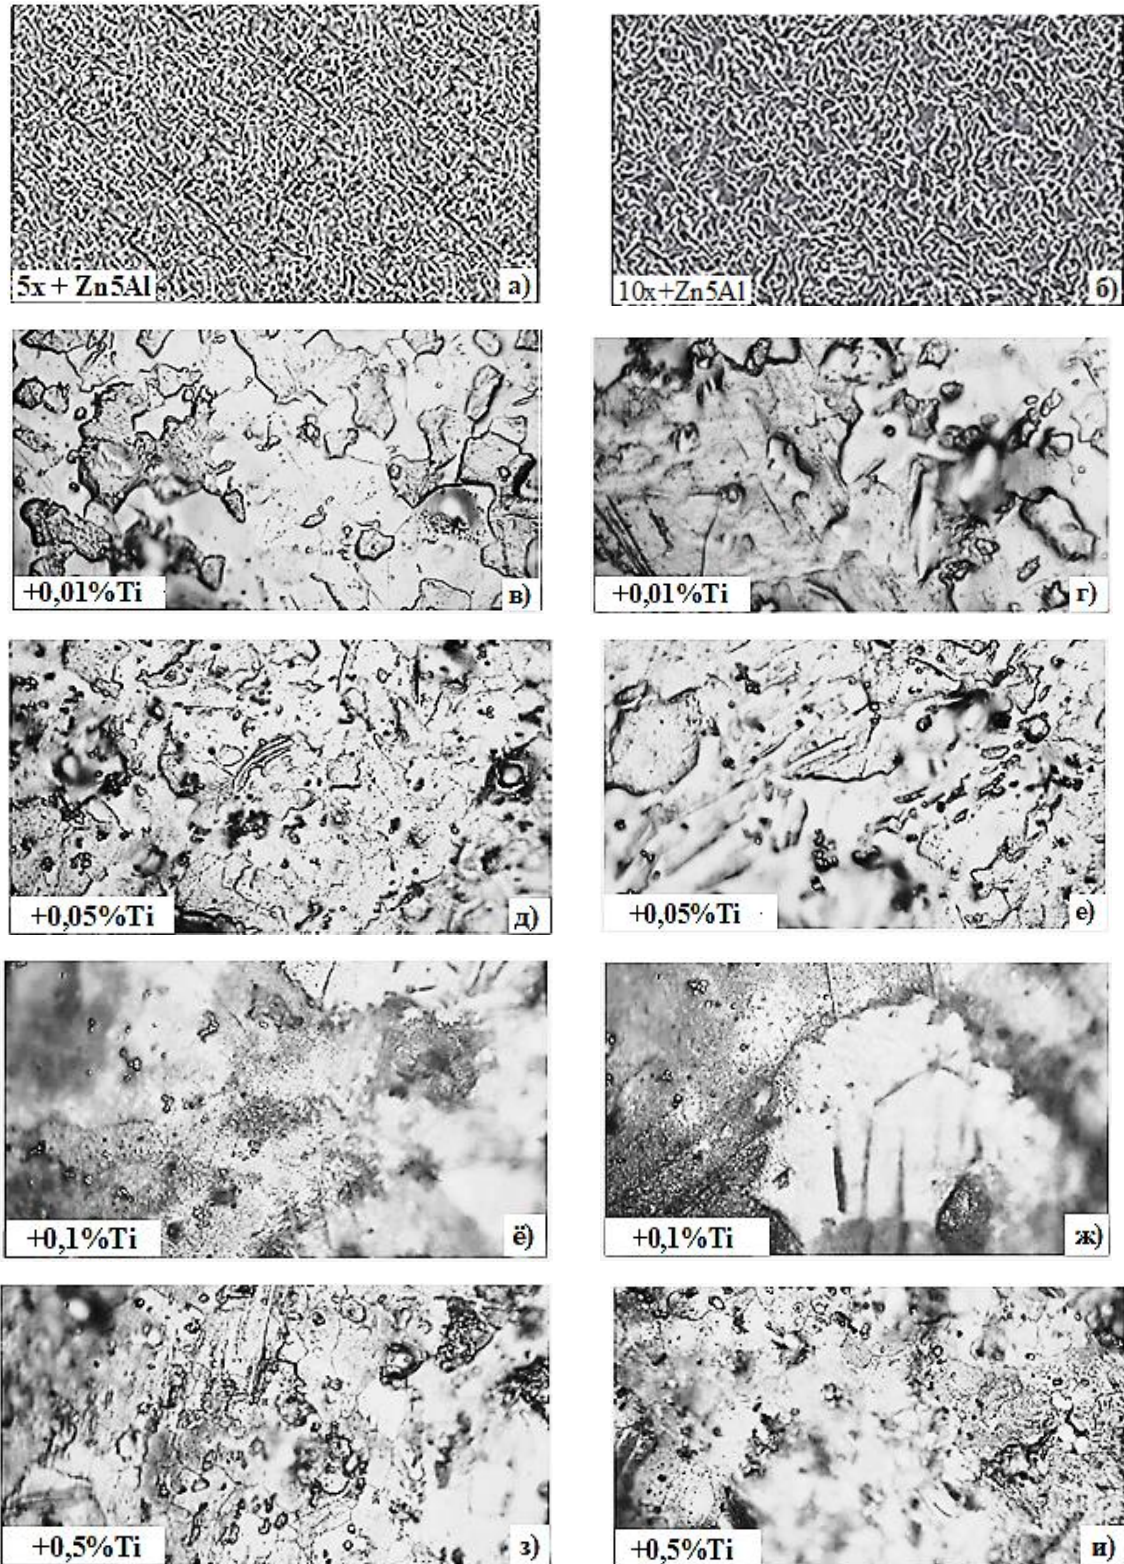 5x + Zn5Al а)
10x+Zn5Al б)
+0,01%Ti в)
+0,01%Ti г)
+0,05%Ti д)
+0,05%Ti е)
+0,1%Ti ё)
+0,1%Ti ж)
+0,5%Ti з)
+0,5%Ti и)